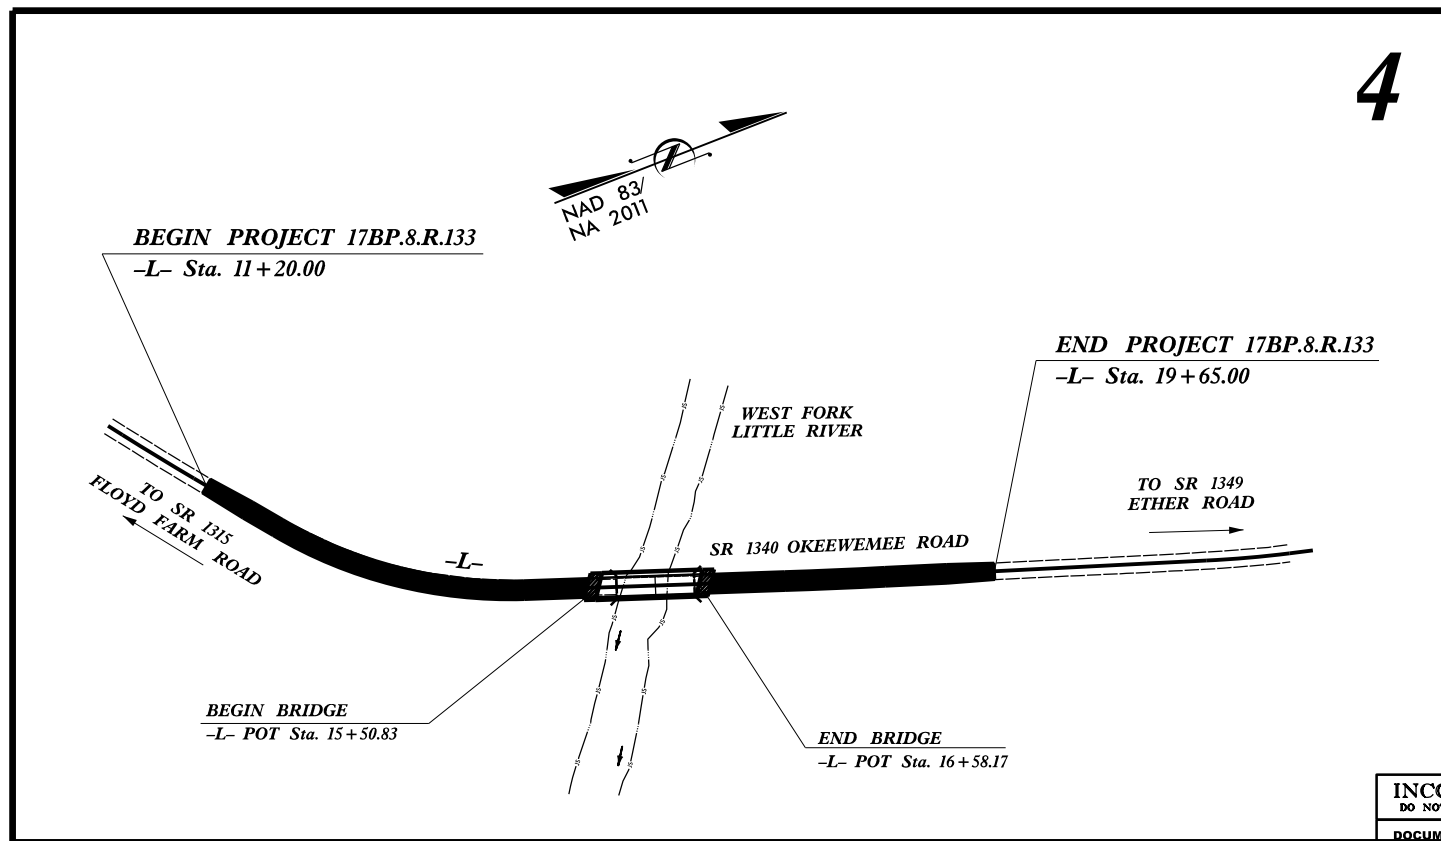 4
NAD 83/
NA 2011
BEGIN PROJECT 17BP.8.R.133
–L– Sta. 11+20.00
END PROJECT 17BP.8.R.133
–L– Sta. 19+65.00
WEST FORK
LITTLE RIVER
TO SR 1315
FLOYD FARM ROAD
TO SR 1349
ETHER ROAD
–L–
SR 1340 OKEEWEMEE ROAD
BEGIN BRIDGE
–L– POT Sta. 15+50.83
END BRIDGE
–L– POT Sta. 16+58.17
DO